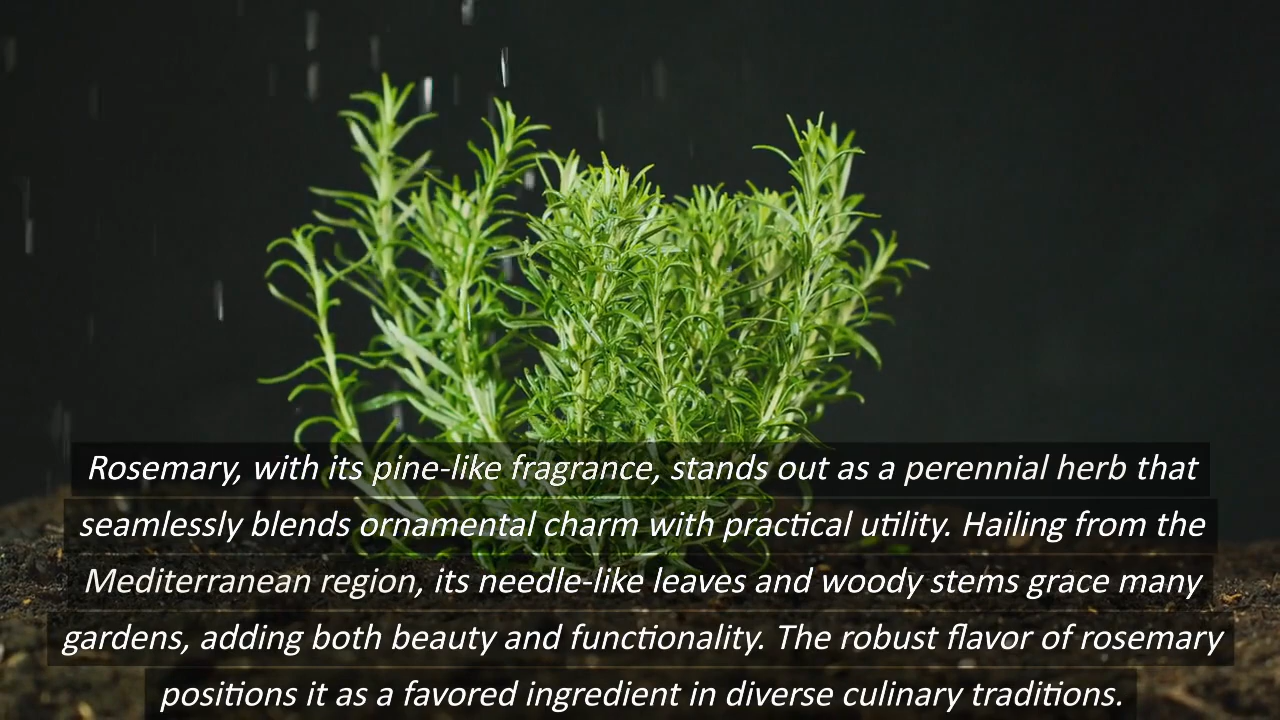 Rosemary, with its pine-like fragrance, stands out as a perennial herb that
seamlessly blends ornamental charm with practical utility. Hailing from the
Mediterranean region, its needle-like leaves and woody stems grace many
gardens, adding both beauty and functionality. The robust flavor of rosemary
positions it as a favored ingredient in diverse culinary traditions.